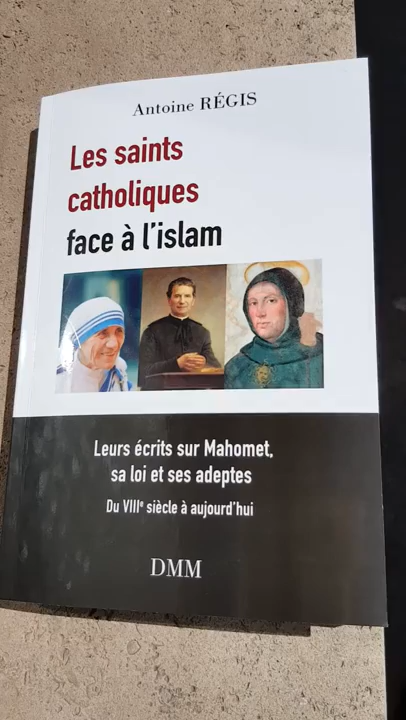 Antoine RÉGIS
Les saints
catholiques
face à l'islam
Leurs écrits sur Mahomet,
sa loi et ses adeptes
Du VIIIᵉ siècle à aujourd'hui
DMM